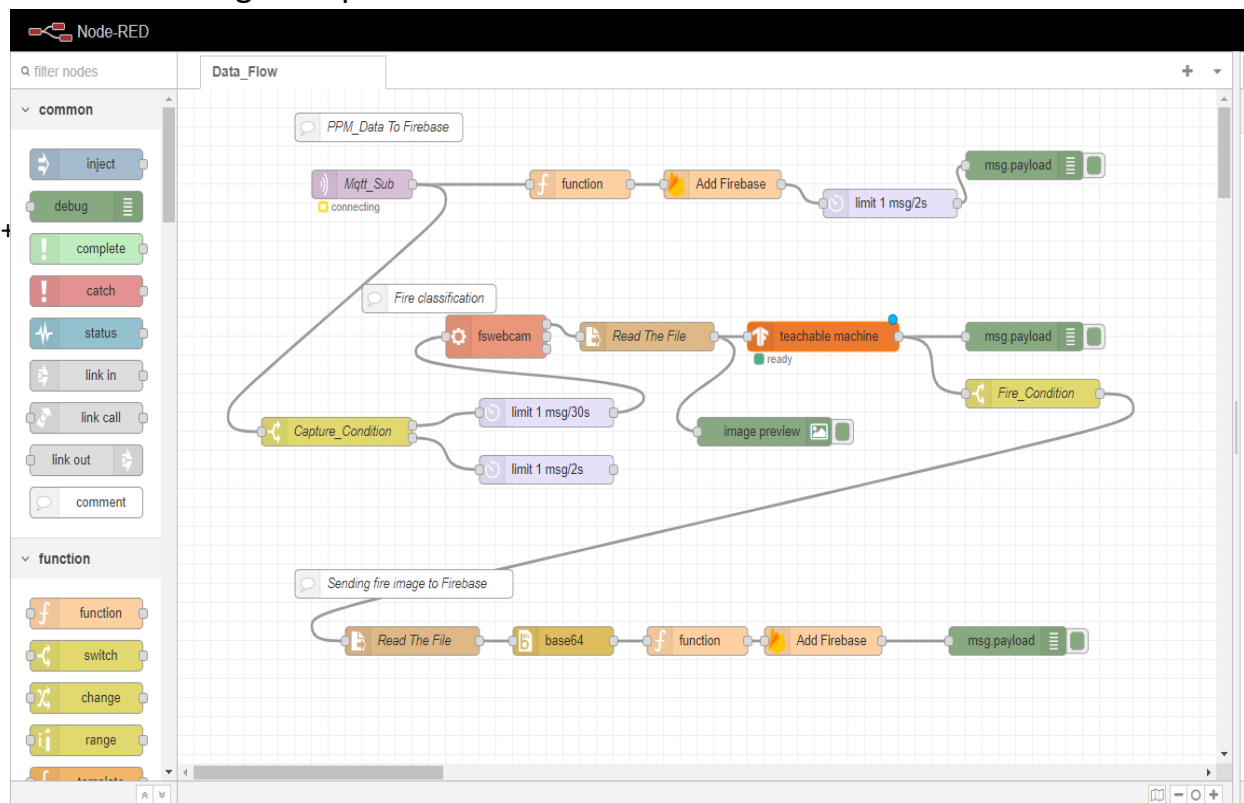 Node-RED
filter nodes
Data_Flow
common
inject
debug
complete
catch
status
link in
link call
link out
comment
function
function
switch
change
range
PPM_Data To Firebase
Mqtt_Sub
connecting
function
Add Firebase
limit 1 msg/2s
msg.payload
Fire classification
fswebcam
Read The File
teachable machine
ready
msg.payload
Fire_Condition
image preview
Capture_Condition
limit 1 msg/30s
limit 1 msg/2s
Sending fire image to Firebase
Read The File
base64
function
Add Firebase
msg.payload